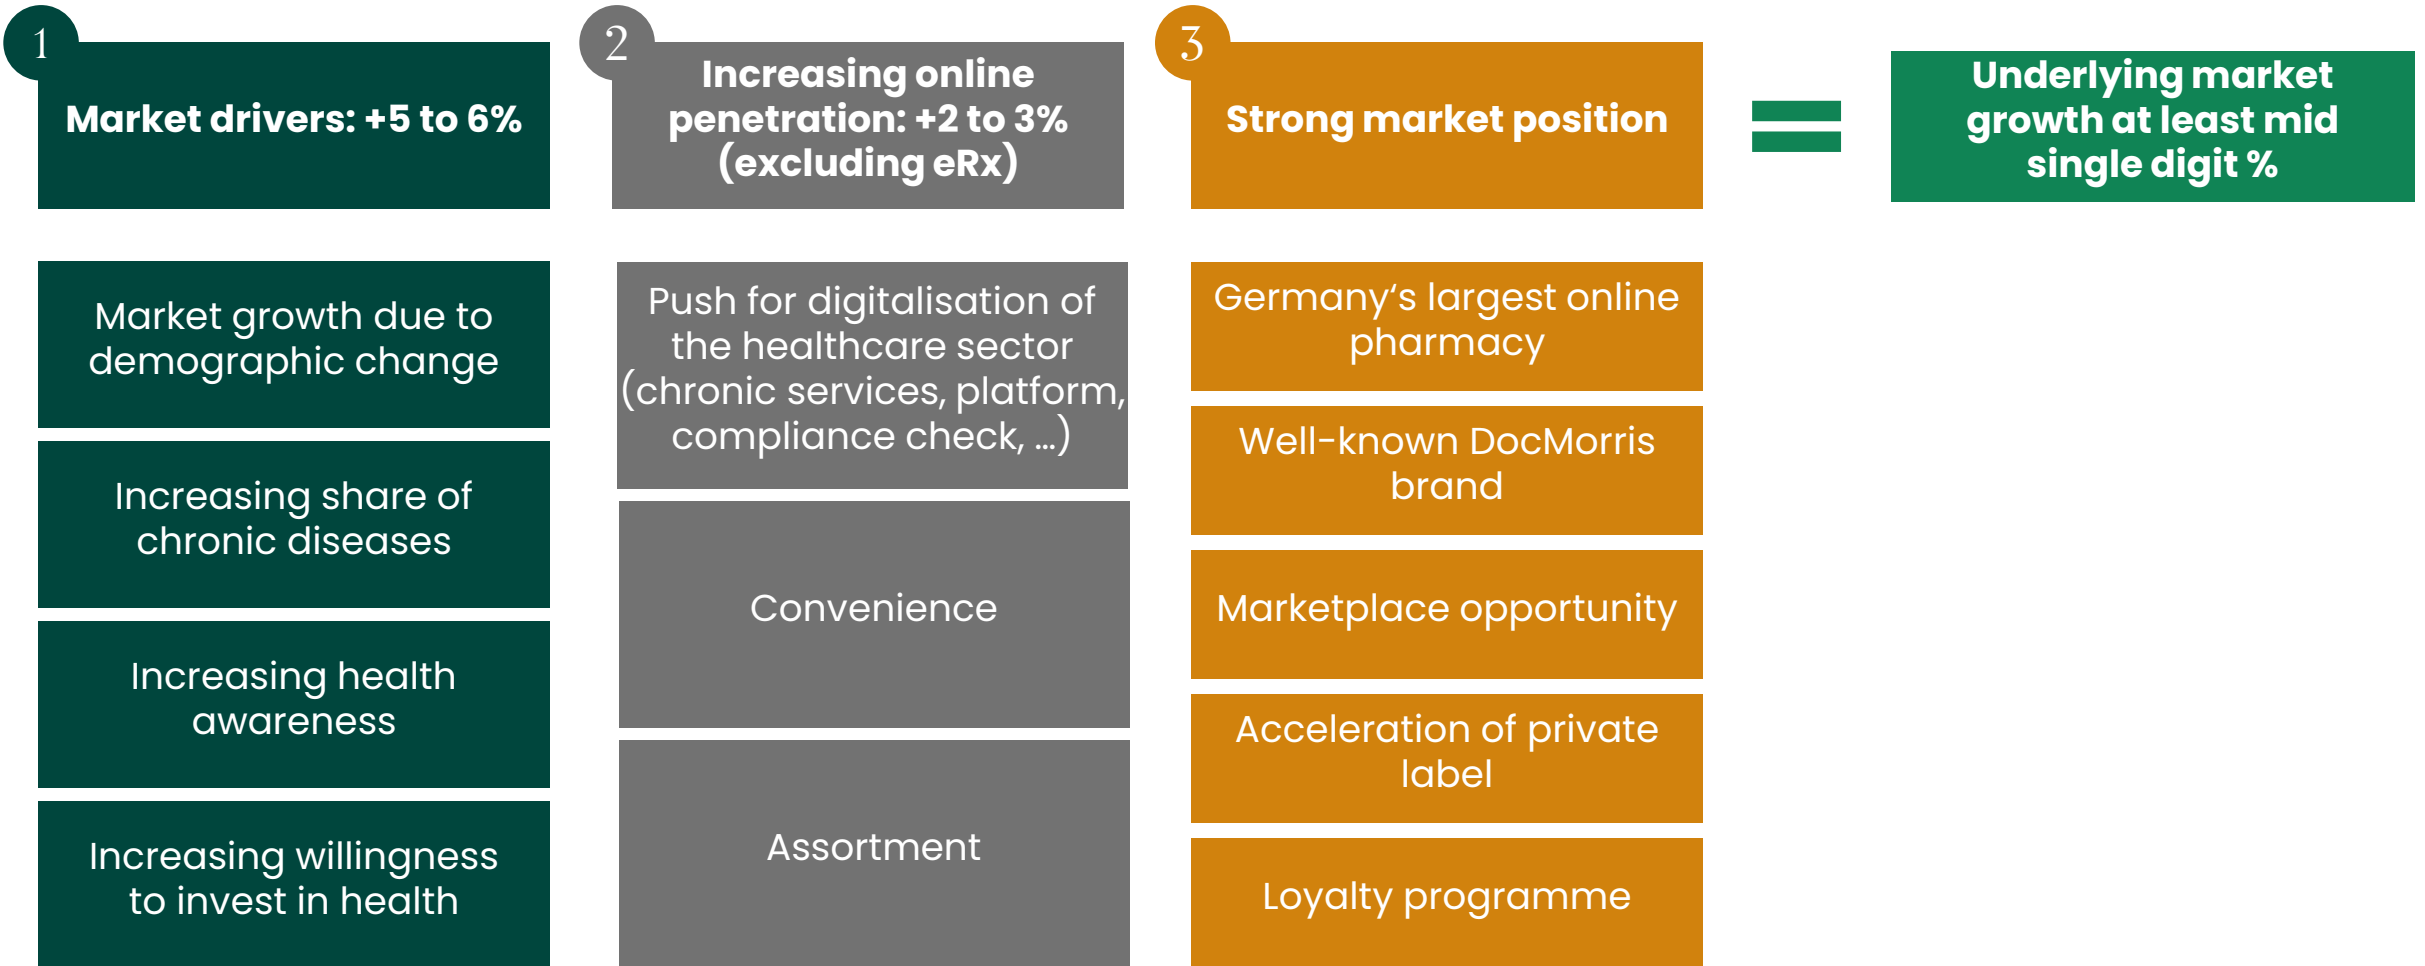 1
Market drivers: +5 to 6%
Market growth due to
demographic change
Increasing share of
chronic diseases
Increasing health
awareness
Increasing willingness
to invest in health
2
Increasing online
penetration: +2 to 3%
(excluding eRx)
Push for digitalisation of
the healthcare sector
(chronic services, platform,
compliance check, …)
Convenience
Assortment
3
Strong market position
Germany‘s largest online
pharmacy
Well-known DocMorris
brand
Marketplace opportunity
Acceleration of private
label
Loyalty programme
=
Underlying market
growth at least mid
single digit %